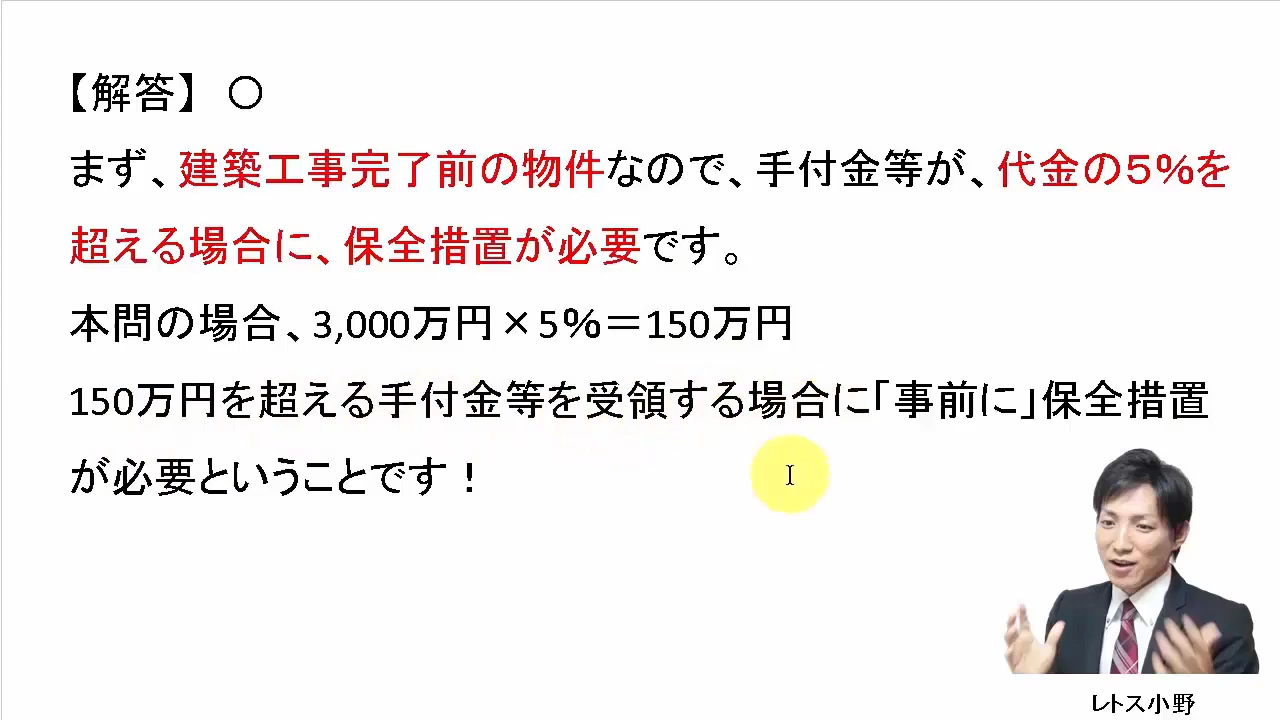 【解答】 ○
まず、建築工事完了前の物件なので、手付金等が、代金の５％を
超える場合に、保全措置が必要です。
本問の場合、3,000万円×5％＝150万円
150万円を超える手付金等を受領する場合に「事前に」保全措置
が必要ということです！
レトス小野